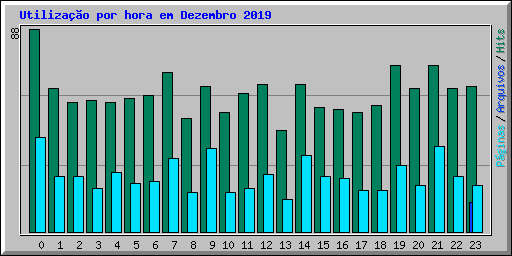 Utilização por hora em Dezembro 2019
88
Páginas / Arquivos / Hits
0 1 2 3 4 5 6 7 8 9 10 11 12 13 14 15 16 17 18 19 20 21 22 23